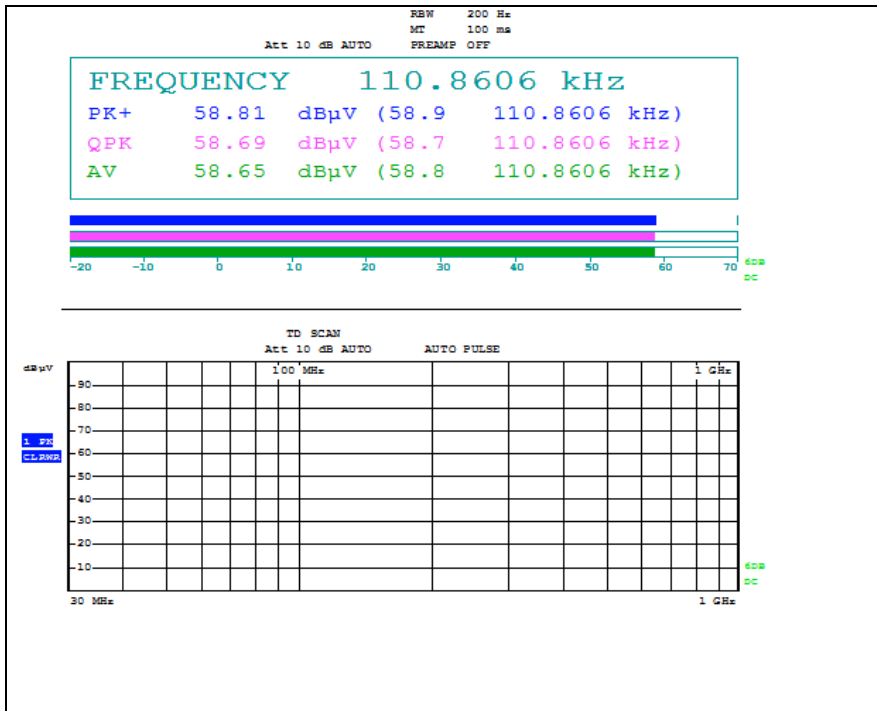 RBW 200 Hz
MT 100 ms
Att 10 dB AUTO PREAMP OFF
FREQUENCY 110.8606 kHz
PK+ 58.81 dBµV (58.9 110.8606 kHz)
QPK 58.69 dBµV (58.7 110.8606 kHz)
AV 58.65 dBµV (58.8 110.8606 kHz)
-20 -10 0 10 20 30 40 50 60 70
6DB
DC
TD SCAN
Att 10 dB AUTO AUTO PULSE
dBµV
100 MHz 1 GHz
90
80
70
1 PK
60
CLRWR
50
40
30
20
10
6DB
DC
30 MHz 1 GHz